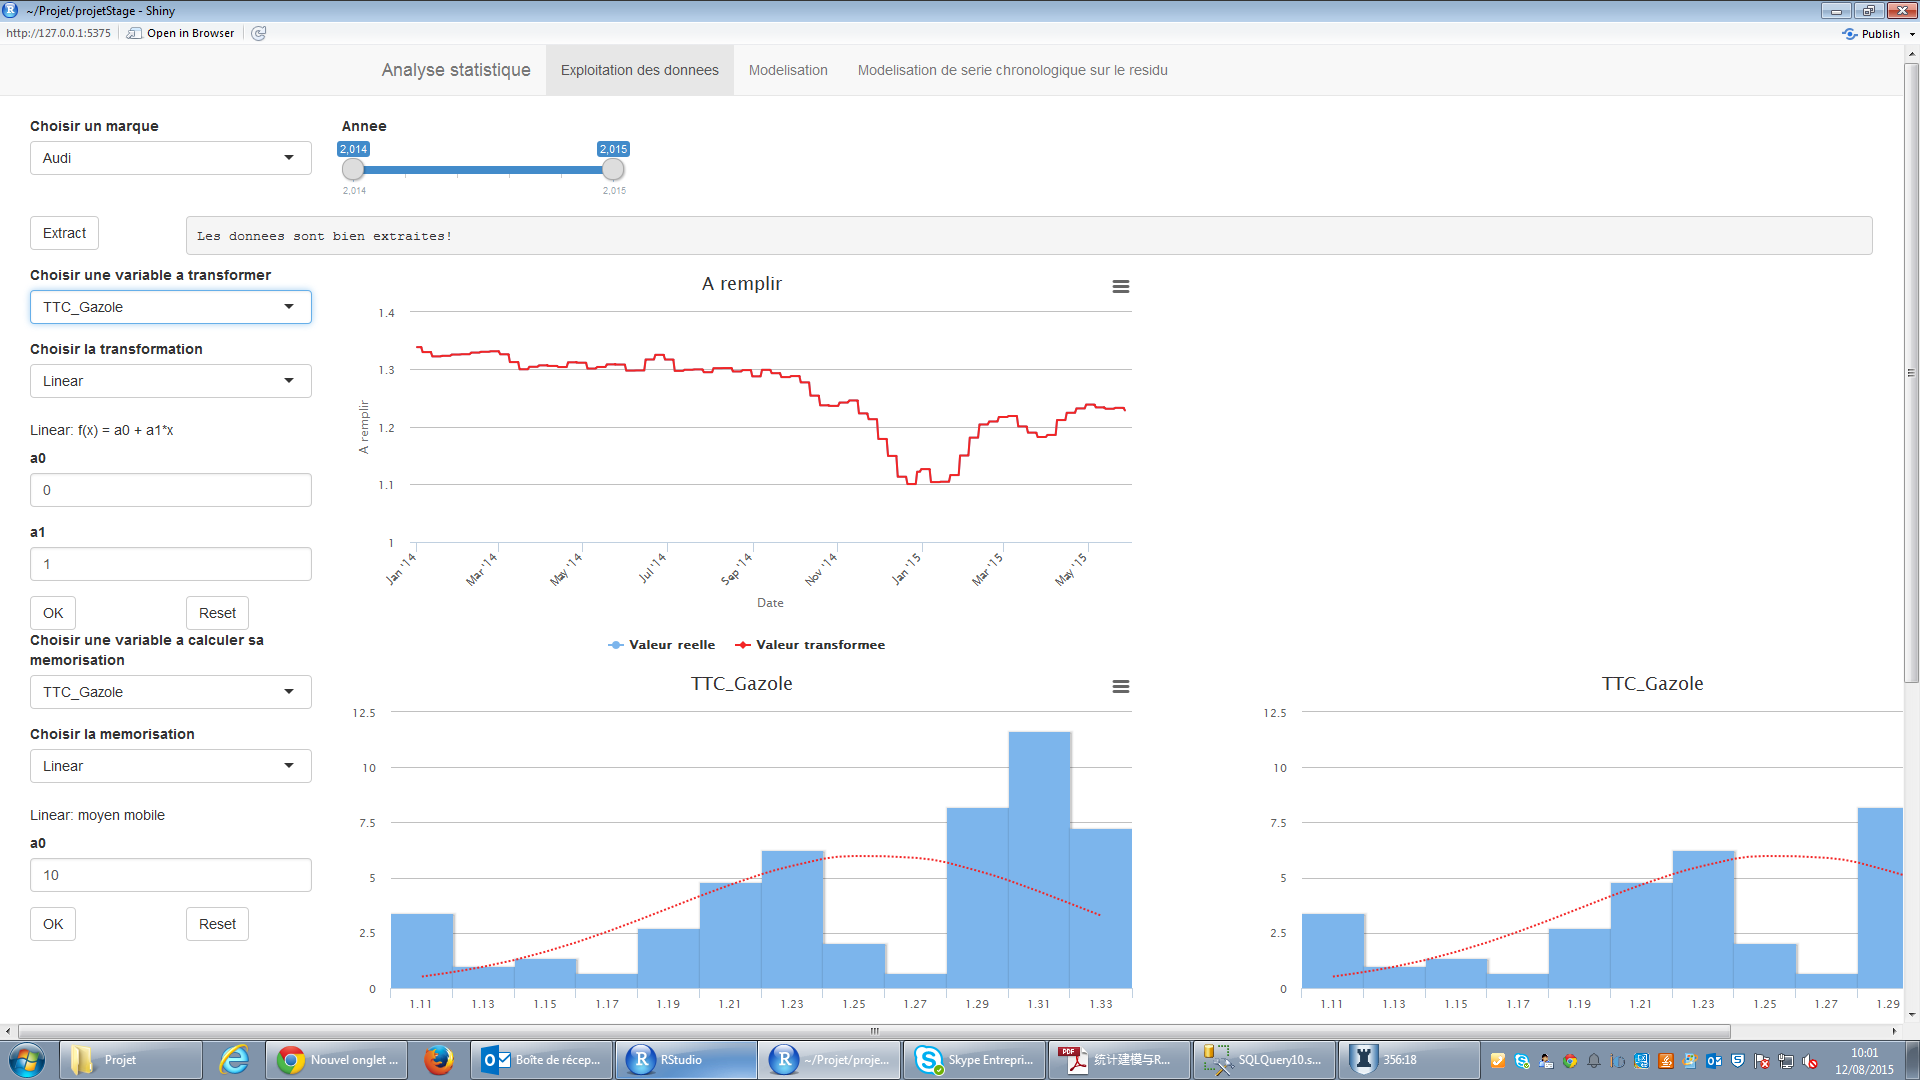 ~/Projet/projetStage - Shiny
http://127.0.0.1:5375
Open in Browser
Publish
Analyse statistique
Exploitation des donnees
Modelisation
Modelisation de serie chronologique sur le residu
Choisir un marque
Audi
Annee
2,014
2,015
2,014
2,015
Extract
Les donnees sont bien extraites!
Choisir une variable a transformer
TTC_Gazole
Choisir la transformation
Linear
Linear: f(x) = a0 + a1*x
a0
0
a1
1
OK
Reset
A remplir
A remplir
1.4
1.3
1.2
1.1
1
Jan '14
Mar '14
May '14
Jul '14
Sep '14
Nov '14
Jan '15
Mar '15
May '15
Date
Valeur reelle
Valeur transformee
Choisir une variable a calculer sa
memorisation
TTC_Gazole
Choisir la memorisation
Linear
Linear: moyen mobile
a0
10
OK
Reset
TTC_Gazole
12.5
10
7.5
5
2.5
0
1.11
1.13
1.15
1.17
1.19
1.21
1.23
1.25
1.27
1.29
1.31
1.33
TTC_Gazole
12.5
10
7.5
5
2.5
0
1.11
1.13
1.15
1.17
1.19
1.21
1.23
1.25
1.27
1.29
Projet
Nouvel onglet ...
Boîte de récep...
RStudio
~/Projet/proje...
Skype Entrepri...
统计建模与R...
SQLQuery10.s...
356:18
10:01
12/08/2015